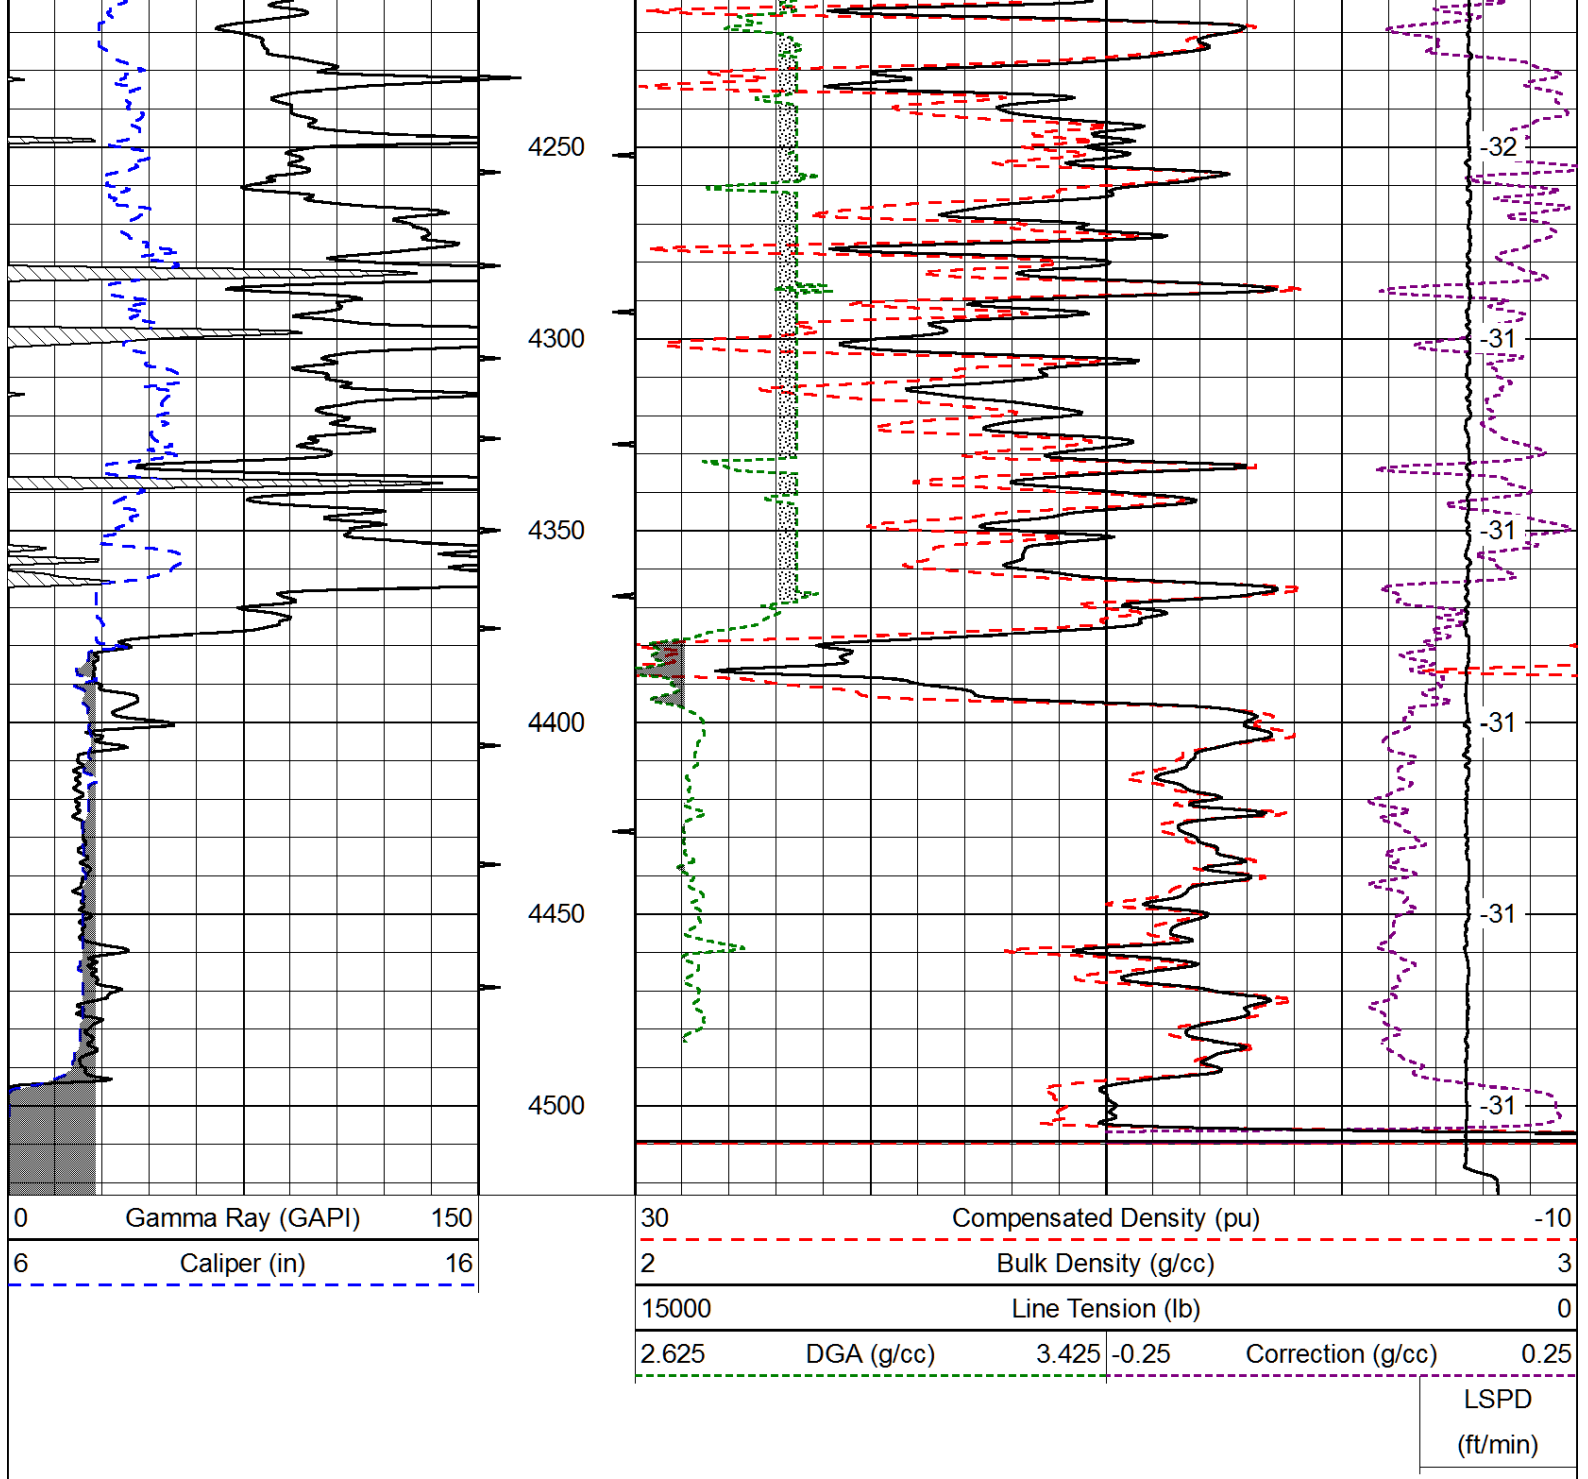 4250
-32
4300
-31
4350
-31
4400
-31
4450
-31
4500
-31
0 Gamma Ray (GAPI) 150
6 Caliper (in) 16
30 Compensated Density (pu) -10
2 Bulk Density (g/cc) 3
15000 Line Tension (lb) 0
2.625 DGA (g/cc) 3.425 -0.25 Correction (g/cc) 0.25
LSPD
(ft/min)